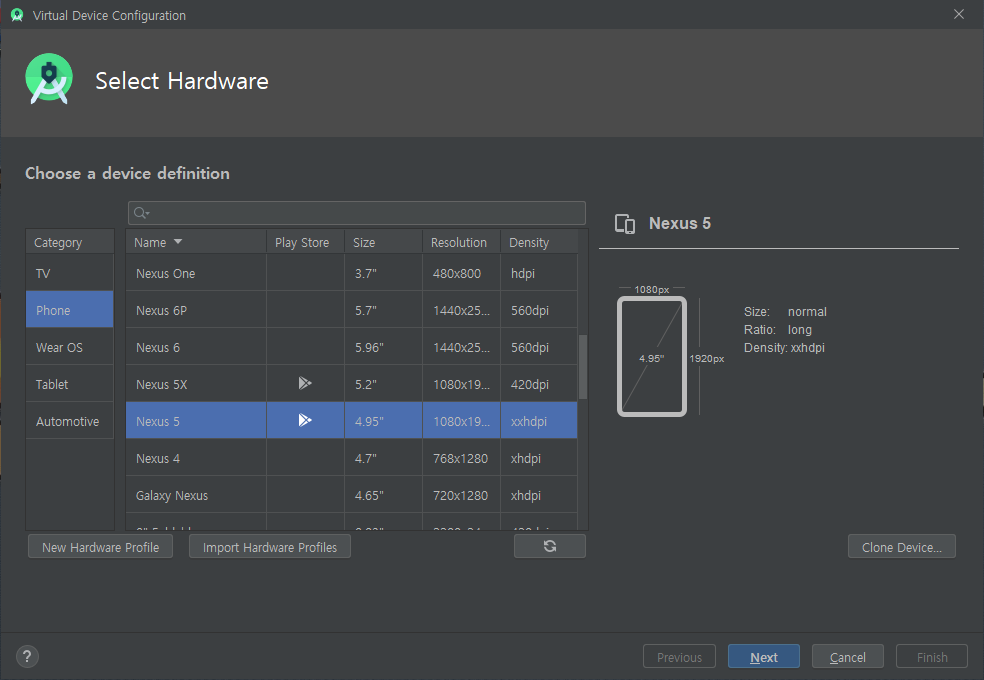 Virtual Device Configuration
Select Hardware
Choose a device definition
Category
TV
Phone
Wear OS
Tablet
Automotive
Name Play Store Size Resolution Density
Nexus One 3.7" 480x800 hdpi
Nexus 6P 5.7" 1440x25... 560dpi
Nexus 6 5.96" 1440x25... 560dpi
Nexus 5X 5.2" 1080x19... 420dpi
Nexus 5 4.95" 1080x19... xxhdpi
Nexus 4 4.7" 768x1280 xhdpi
Galaxy Nexus 4.65" 720x1280 xhdpi
New Hardware Profile Import Hardware Profiles
Nexus 5
1080px
4.95"
1920px
Size: normal
Ratio: long
Density: xxhdpi
Clone Device...
?
Previous Next Cancel Finish